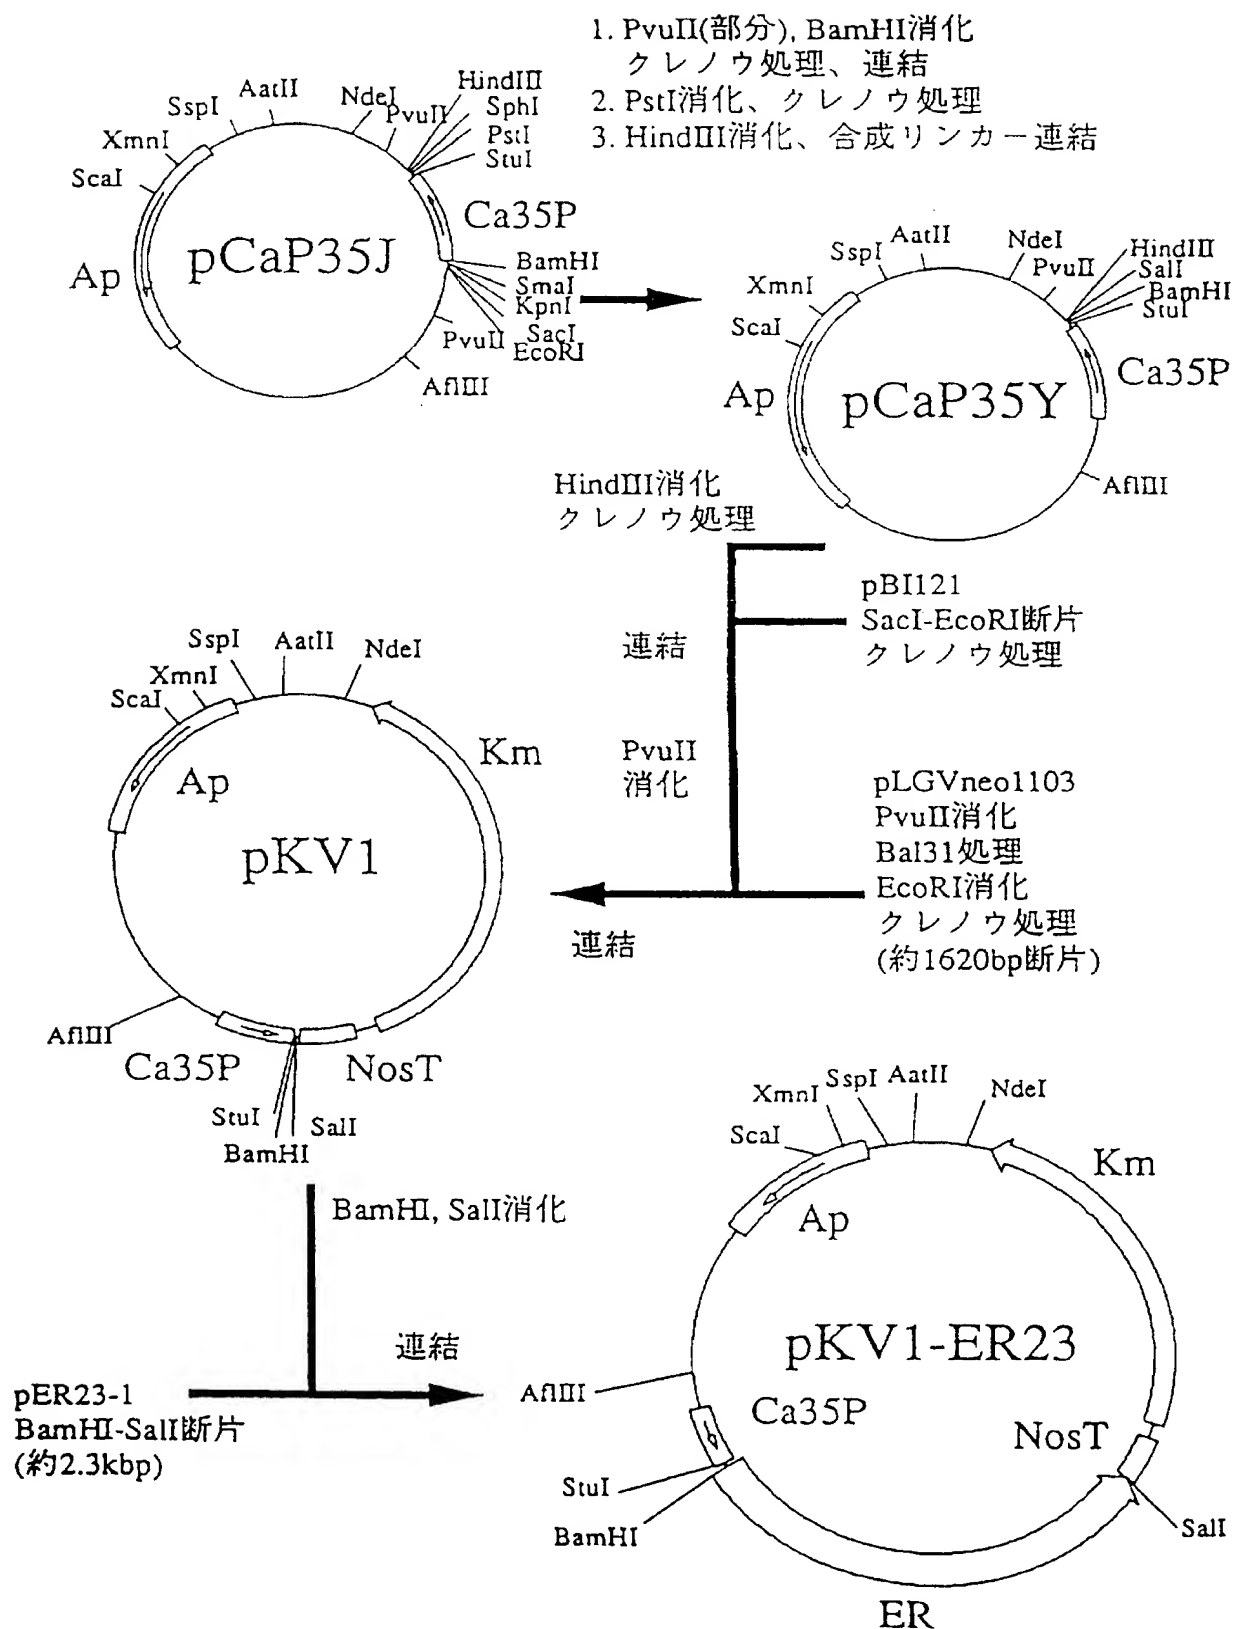 1. PvuII(部分), BamHI消化
クレノウ処理、連結
2. PstI消化、クレノウ処理
3. HindIII消化、合成リンカー連結
SspI
AatII
NdeI
PvuII
HindIII
SphI
PstI
StuI
XmnI
ScaI
Ap
pCaP35J
Ca35P
BamHI
SmaI
KpnI
SacI
EcoRI
PvuII
AflIII
SspI
AatII
NdeI
PvuII
HindIII
SalI
BamHI
StuI
XmnI
ScaI
Ap
pCaP35Y
Ca35P
AflIII
HindIII消化
クレノウ処理
pBI121
SacI-EcoRI断片
クレノウ処理
連結
PvuII
消化
pLGVneo1103
PvuII消化
Bal31処理
EcoRI消化
クレノウ処理
(約1620bp断片)
連結
SspI
AatII
NdeI
XmnI
ScaI
Ap
Km
pKV1
AflIII
Ca35P
NosT
StuI
BamHI
SalI
BamHI, SalI消化
連結
pER23-1
BamHI-SalI断片
(約2.3kbp)
XmnI
SspI
AatII
NdeI
ScaI
Ap
Km
pKV1-ER23
AflIII
Ca35P
NosT
StuI
BamHI
SalI
ER